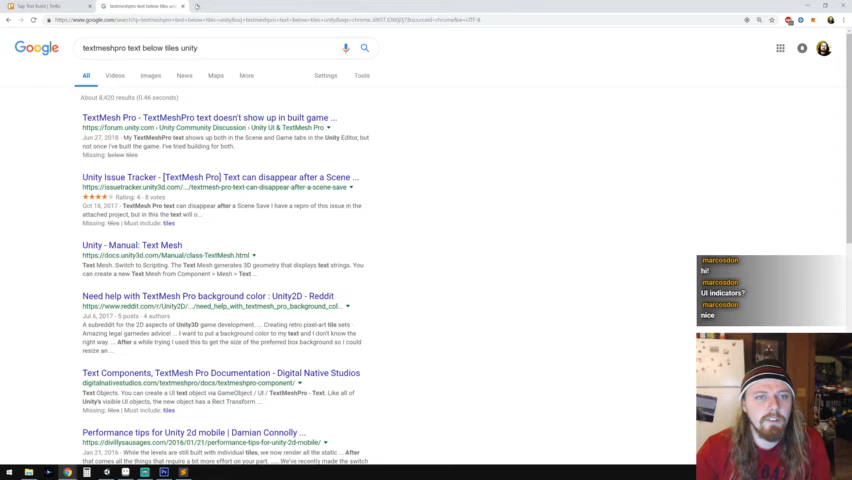 Tap Text Build | Trello
textmeshpro text below tiles unity
Google
textmeshpro text below tiles unity
All Videos Images News Maps More Settings Tools
About 8,420 results (0.46 seconds)
TextMesh Pro - TextMeshPro text doesn't show up in built game ...
https://forum.unity.com › Unity Community Discussion › Unity UI & TextMesh Pro
Jun 27, 2018 - My TextMeshPro text shows up both in the Scene and Game tabs in the Unity Editor, but
not once I've built the game. I've tried building for both.
Missing: below tiles
Unity Issue Tracker - [TextMesh Pro] Text can disappear after a Scene ...
https://issuetracker.unity3d.com/.../textmesh-pro-text-can-disappear-after-a-scene-save
Rating: 4 - 8 votes
Oct 18, 2017 - TextMesh Pro text can disappear after a Scene Save I have a repro of this issue in the
attached project, but in this the text will o...
Missing: tiles | Must include: tiles
Unity - Manual: Text Mesh
https://docs.unity3d.com/Manual/class-TextMesh.html
Text Mesh. Switch to Scripting. The Text Mesh generates 3D geometry that displays text strings. You
can create a new Text Mesh from Component > Mesh > Text ...
Need help with TextMesh Pro background color : Unity2D - Reddit
https://www.reddit.com/r/Unity2D/.../need_help_with_textmesh_pro_background_col...
Jul 6, 2017 - 5 posts - 4 authors
A subreddit for the 2D aspects of Unity3D game development. ... Creating retro pixel-art tile sets -
Amazing legal gamedev advice! ... I want to put a background color to my text and I don't know the
right way. ... After a while trying I used this to get the size of the preferred box background so I could
resize an ...
Text Components, TextMesh Pro Documentation - Digital Native Studios
digitalnativestudios.com/textmeshpro/docs/textmeshpro-component/
Text Objects. You can create a UI text object via GameObject / UI / TextMeshPro - Text. Like all of
Unity's visible UI objects, the new object has a Rect Transform ...
Missing: tiles | Must include: tiles
Performance tips for Unity 2d mobile | Damian Connolly ...
https://divillysausages.com/2016/01/21/performance-tips-for-unity-2d-mobile/
Jan 21, 2016 - While the levels are still built with individual tiles, we now render all the static ... After
that comes all the things that require a bit more effort on your part. ... We've recently made the switch
marcosdon
hi!
marcosdon
UI indicators?
marcosdon
nice